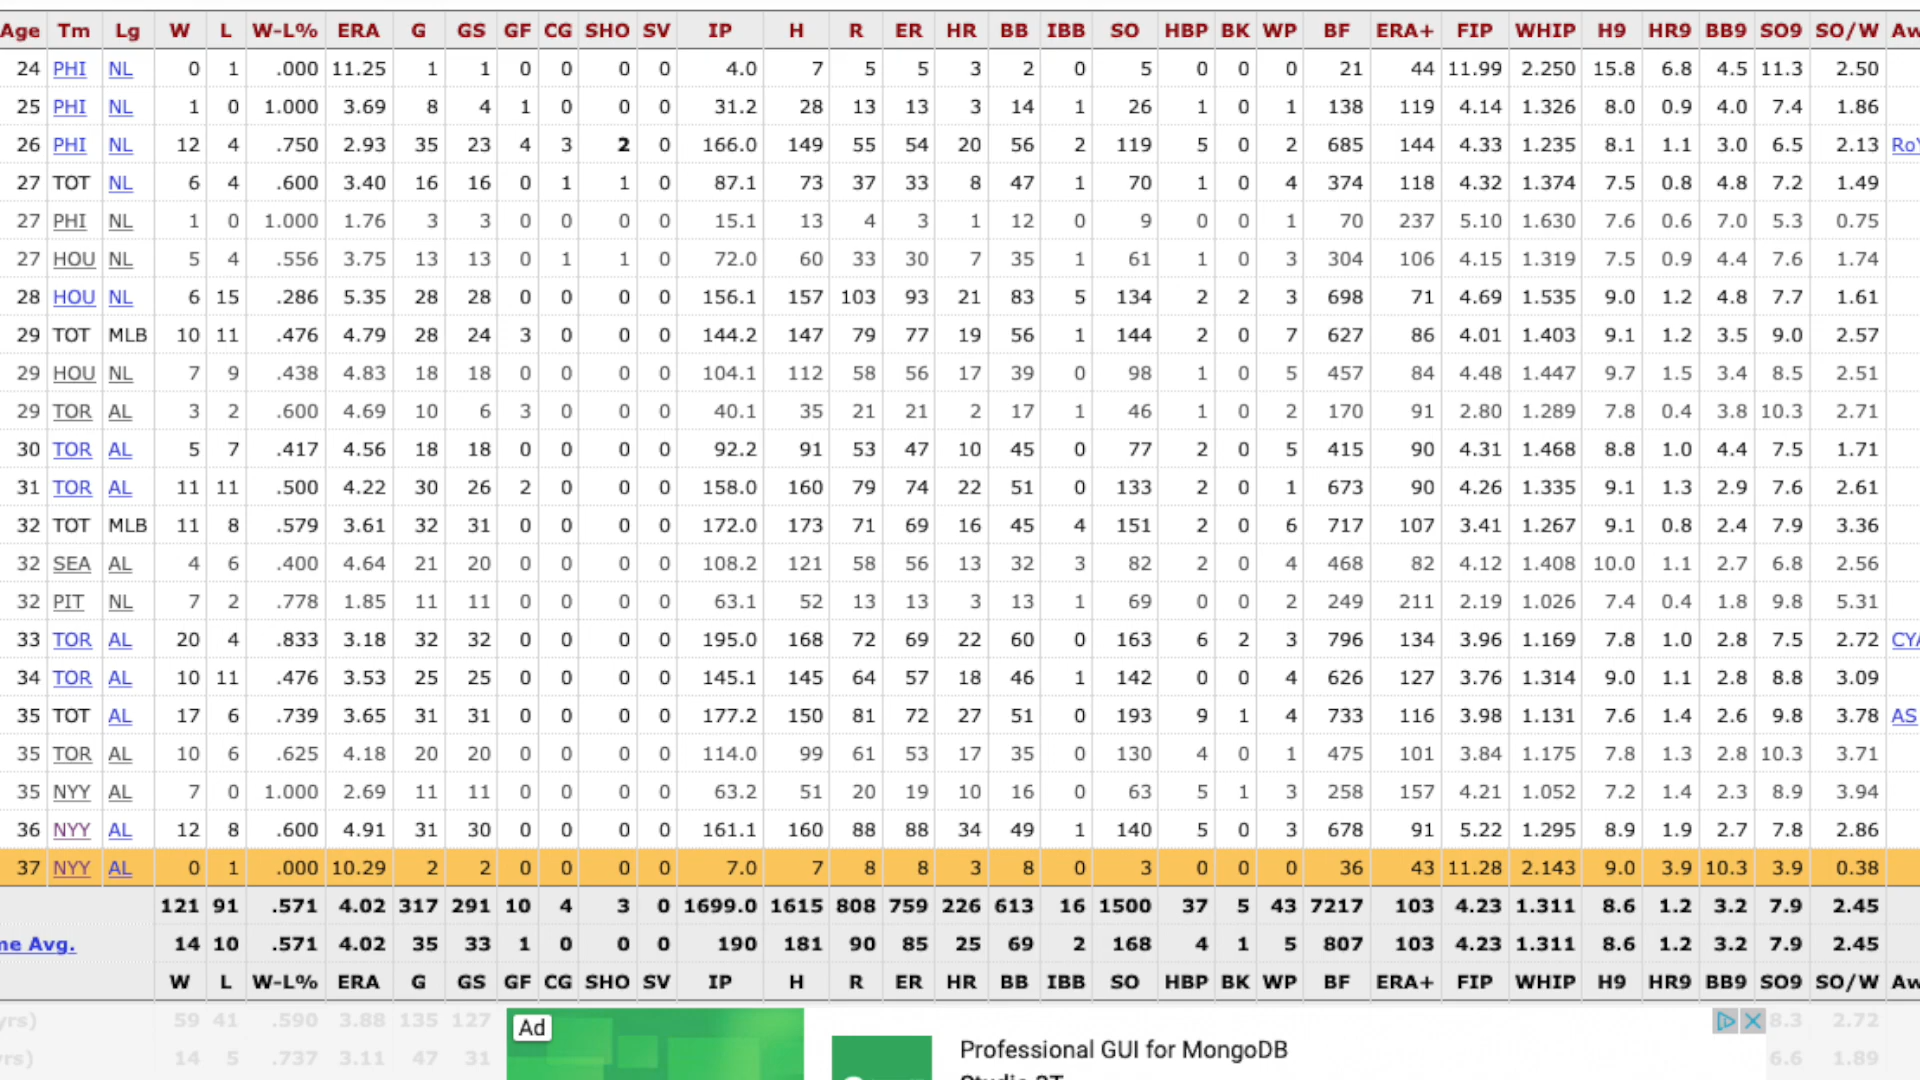 Age Tm Lg W L W-L% ERA G GS GF CG SHO SV IP H R ER HR BB IBB SO HBP BK WP BF ERA+ FIP WHIP H9 HR9 BB9 SO9 SO/W Aw
24 PHI NL 0 1 .000 11.25 1 1 0 0 0 0 4.0 7 5 5 3 2 0 5 0 0 0 21 44 11.99 2.250 15.8 6.8 4.5 11.3 2.50
25 PHI NL 1 0 1.000 3.69 8 4 1 0 0 0 31.2 28 13 13 3 14 1 26 1 0 1 138 119 4.14 1.326 8.0 0.9 4.0 7.4 1.86
26 PHI NL 12 4 .750 2.93 35 23 4 3 2 0 166.0 149 55 54 20 56 2 119 5 0 2 685 144 4.33 1.235 8.1 1.1 3.0 6.5 2.13 RoY
27 TOT NL 6 4 .600 3.40 16 16 0 1 1 0 87.1 73 37 33 8 47 1 70 1 0 4 374 118 4.32 1.374 7.5 0.8 4.8 7.2 1.49
27 PHI NL 1 0 1.000 1.76 3 3 0 0 0 0 15.1 13 4 3 1 12 0 9 0 0 1 70 237 5.10 1.630 7.6 0.6 7.0 5.3 0.75
27 HOU NL 5 4 .556 3.75 13 13 0 1 1 0 72.0 60 33 30 7 35 1 61 1 0 3 304 106 4.15 1.319 7.5 0.9 4.4 7.6 1.74
28 HOU NL 6 15 .286 5.35 28 28 0 0 0 0 156.1 157 103 93 21 83 5 134 2 2 3 698 71 4.69 1.535 9.0 1.2 4.8 7.7 1.61
29 TOT MLB 10 11 .476 4.79 28 24 3 0 0 0 144.2 147 79 77 19 56 1 144 2 0 7 627 86 4.01 1.403 9.1 1.2 3.5 9.0 2.57
29 HOU NL 7 9 .438 4.83 18 18 0 0 0 0 104.1 112 58 56 17 39 0 98 1 0 5 457 84 4.48 1.447 9.7 1.5 3.4 8.5 2.51
29 TOR AL 3 2 .600 4.69 10 6 3 0 0 0 40.1 35 21 21 2 17 1 46 1 0 2 170 91 2.80 1.289 7.8 0.4 3.8 10.3 2.71
30 TOR AL 5 7 .417 4.56 18 18 0 0 0 0 92.2 91 53 47 10 45 0 77 2 0 5 415 90 4.31 1.468 8.8 1.0 4.4 7.5 1.71
31 TOR AL 11 11 .500 4.22 30 26 2 0 0 0 158.0 160 79 74 22 51 0 133 2 0 1 673 90 4.26 1.335 9.1 1.3 2.9 7.6 2.61
32 TOT MLB 11 8 .579 3.61 32 31 0 0 0 0 172.0 173 71 69 16 45 4 151 2 0 6 717 107 3.41 1.267 9.1 0.8 2.4 7.9 3.36
32 SEA AL 4 6 .400 4.64 21 20 0 0 0 0 108.2 121 58 56 13 32 3 82 2 0 4 468 82 4.12 1.408 10.0 1.1 2.7 6.8 2.56
32 PIT NL 7 2 .778 1.85 11 11 0 0 0 0 63.1 52 13 13 3 13 1 69 0 0 2 249 211 2.19 1.026 7.4 0.4 1.8 9.8 5.31
33 TOR AL 20 4 .833 3.18 32 32 0 0 0 0 195.0 168 72 69 22 60 0 163 6 2 3 796 134 3.96 1.169 7.8 1.0 2.8 7.5 2.72 CYA
34 TOR AL 10 11 .476 3.53 25 25 0 0 0 0 145.1 145 64 57 18 46 1 142 0 0 4 626 127 3.76 1.314 9.0 1.1 2.8 8.8 3.09
35 TOT AL 17 6 .739 3.65 31 31 0 0 0 0 177.2 150 81 72 27 51 0 193 9 1 4 733 116 3.98 1.131 7.6 1.4 2.6 9.8 3.78 AS
35 TOR AL 10 6 .625 4.18 20 20 0 0 0 0 114.0 99 61 53 17 35 0 130 4 0 1 475 101 3.84 1.175 7.8 1.3 2.8 10.3 3.71
35 NYY AL 7 0 1.000 2.69 11 11 0 0 0 0 63.2 51 20 19 10 16 0 63 5 1 3 258 157 4.21 1.052 7.2 1.4 2.3 8.9 3.94
36 NYY AL 12 8 .600 4.91 31 30 0 0 0 0 161.1 160 88 88 34 49 1 140 5 0 3 678 91 5.22 1.295 8.9 1.9 2.7 7.8 2.86
37 NYY AL 0 1 .000 10.29 2 2 0 0 0 0 7.0 7 8 8 3 8 0 3 0 0 0 36 43 11.28 2.143 9.0 3.9 10.3 3.9 0.38
121 91 .571 4.02 317 291 10 4 3 0 1699.0 1615 808 759 226 613 16 1500 37 5 43 7217 103 4.23 1.311 8.6 1.2 3.2 7.9 2.45
me Avg. 14 10 .571 4.02 35 33 1 0 0 0 190 181 90 85 25 69 2 168 4 1 5 807 103 4.23 1.311 8.6 1.2 3.2 7.9 2.45
W L W-L% ERA G GS GF CG SHO SV IP H R ER HR BB IBB SO HBP BK WP BF ERA+ FIP WHIP H9 HR9 BB9 SO9 SO/W Aw
yrs) 59 41 .590 3.88 135 127 8.3 2.72
yrs) 14 5 .737 3.11 47 31 6.6 1.89
Ad
Professional GUI for MongoDB